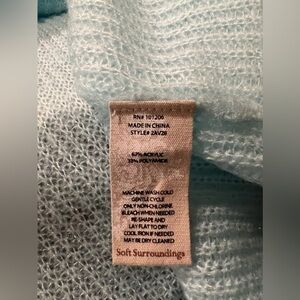 RN# 101206
MADE IN CHINA
STYLE# 2AV28
67% ACRYLIC
33% POLYAMIDE
MACHINE WASH COLD
GENTLE CYCLE
ONLY NON-CHLORINE
BLEACH WHEN NEEDED
RE-SHAPE AND
LAY FLAT TO DRY
COOL IRON IF NEEDED
MAY BE DRY CLEANED
Soft Surroundings